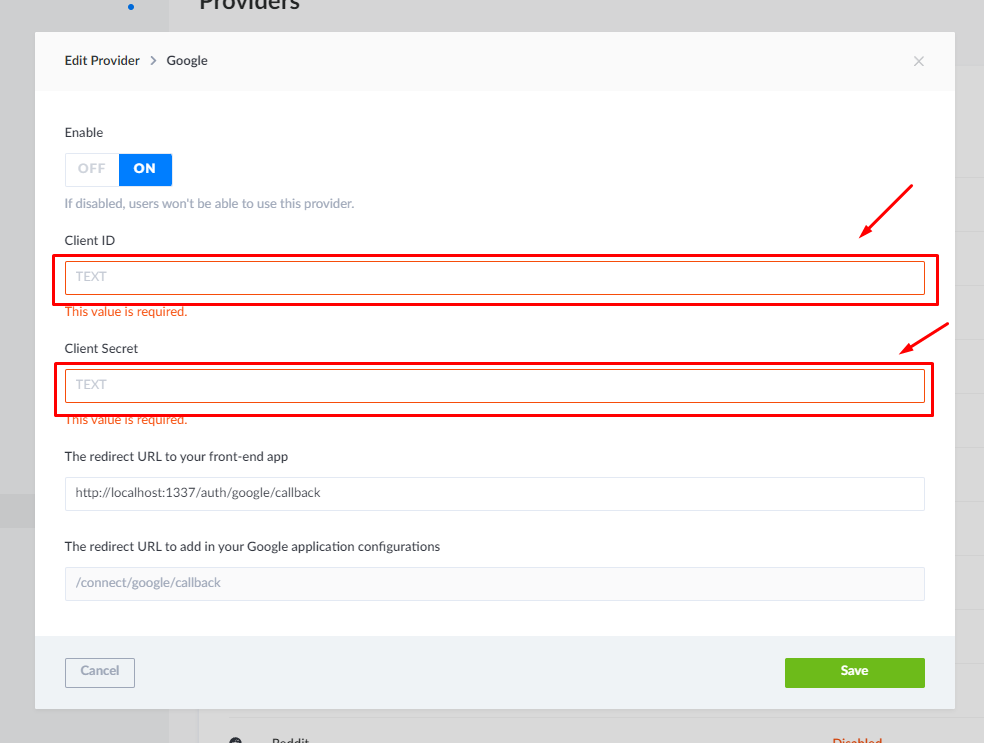 Providers
Edit Provider > Google
Enable
OFF ON
If disabled, users won't be able to use this provider.
Client ID
TEXT
This value is required.
Client Secret
TEXT
This value is required.
The redirect URL to your front-end app
http://localhost:1337/auth/google/callback
The redirect URL to add in your Google application configurations
/connect/google/callback
Cancel Save
Reddit Disabled